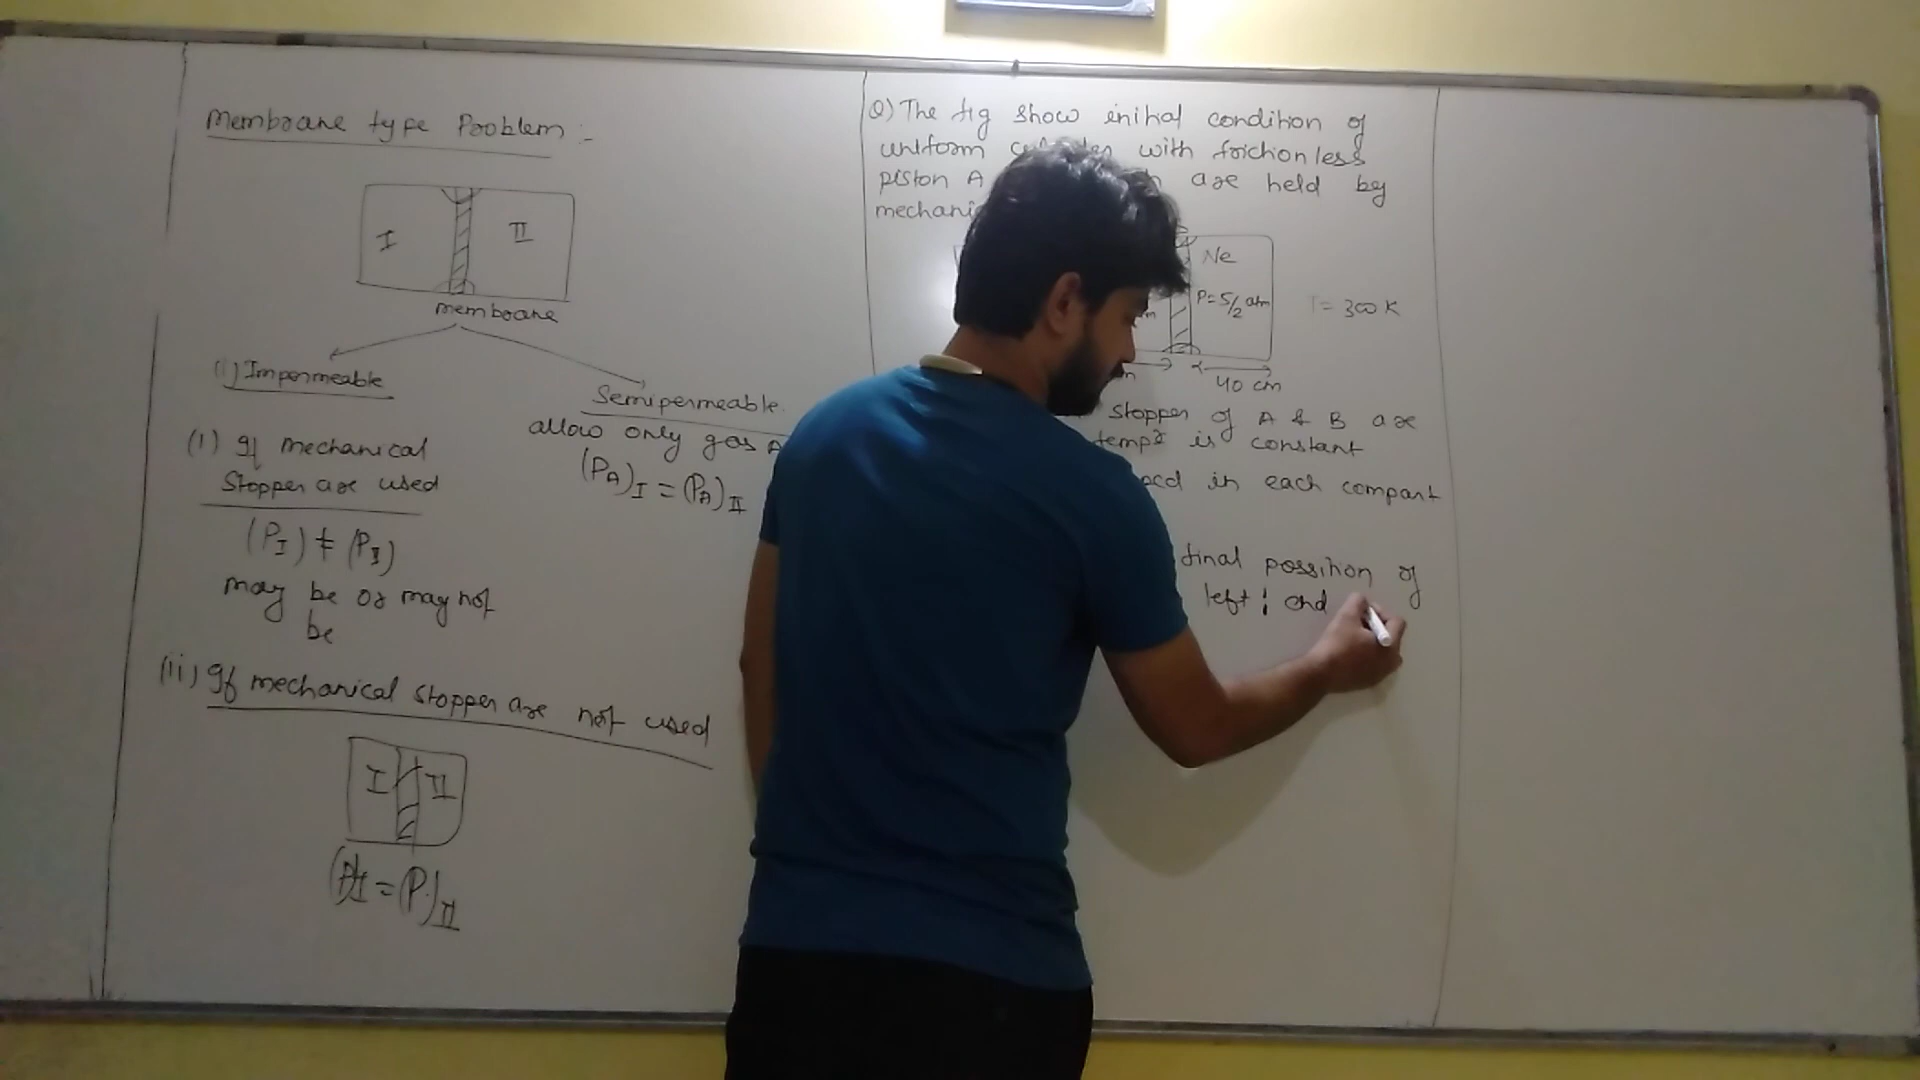 Membrane type Problem :-
I
II
membrane
(i) Impermeable
Semipermeable
allow only gas A
(P_A)_I = (P_A)_II
(i) If mechanical
Stopper are used
(P_I) ≠ (P_II)
may be or may not
be
(ii) If mechanical stopper are not used
I
II
(P)_I = (P)_II
Q) The fig show initial condition of
uniform with frictionless
piston A are held by
Ne
P = 5/2 atm
T = 300 K
40 cm
stopper of A & B are
temp is constant
in each compart
final possition of
left end